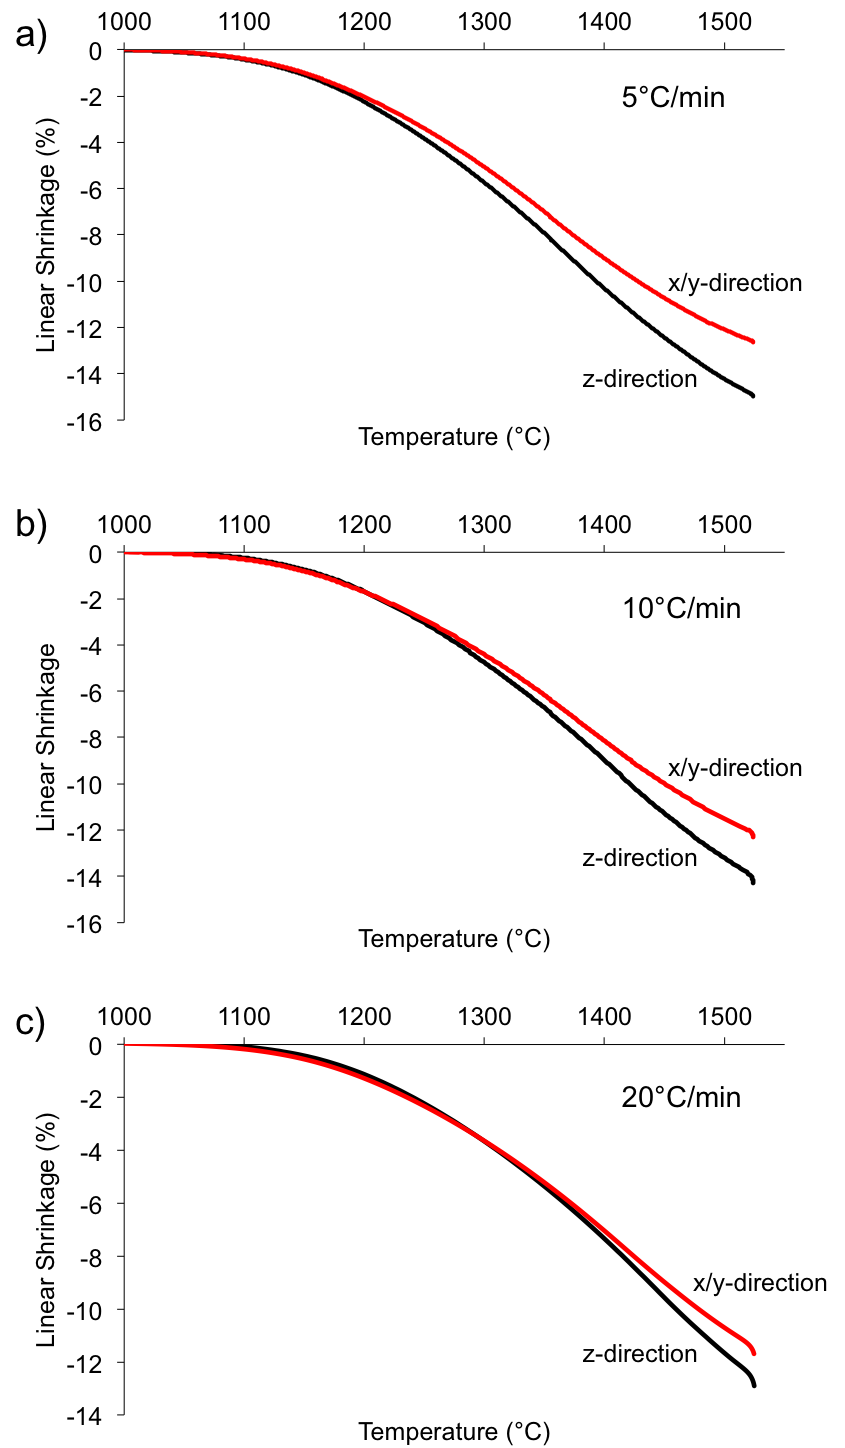 a)
1000 1100 1200 1300 1400 1500
0
5°C/min
-2
-4
-6
-8
-10
x/y-direction
-12
-14
z-direction
-16
Linear Shrinkage (%)
Temperature (°C)
b)
1000 1100 1200 1300 1400 1500
0
-2
10°C/min
-4
-6
-8
x/y-direction
-10
-12
z-direction
-14
-16
Linear Shrinkage
Temperature (°C)
c)
1000 1100 1200 1300 1400 1500
0
-2
20°C/min
-4
-6
-8
x/y-direction
-10
z-direction
-12
-14
Linear Shrinkage (%)
Temperature (°C)